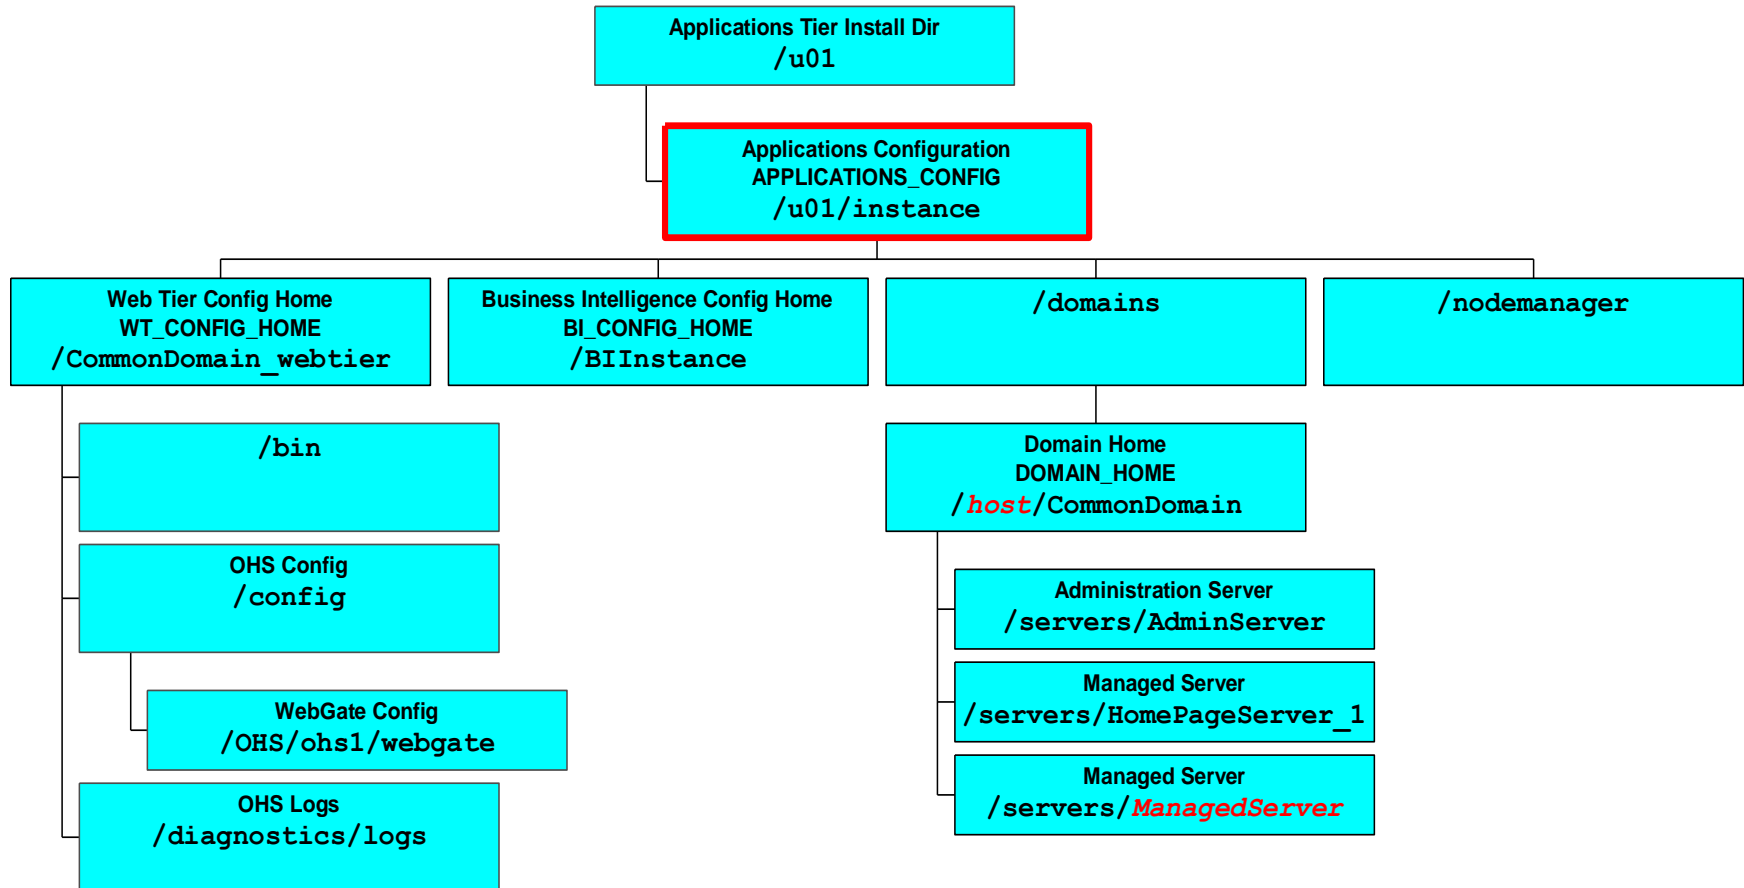 Applications Tier Install Dir
/u01
Applications Configuration
APPLICATIONS_CONFIG
/u01/instance
Web Tier Config Home
WT_CONFIG_HOME
/CommonDomain_webtier
Business Intelligence Config Home
BI_CONFIG_HOME
/BIInstance
/domains
/nodemanager
/bin
OHS Config
/config
WebGate Config
/OHS/ohs1/webgate
OHS Logs
/diagnostics/logs
Domain Home
DOMAIN_HOME
/host/CommonDomain
Administration Server
/servers/AdminServer
Managed Server
/servers/HomePageServer_1
Managed Server
/servers/ManagedServer